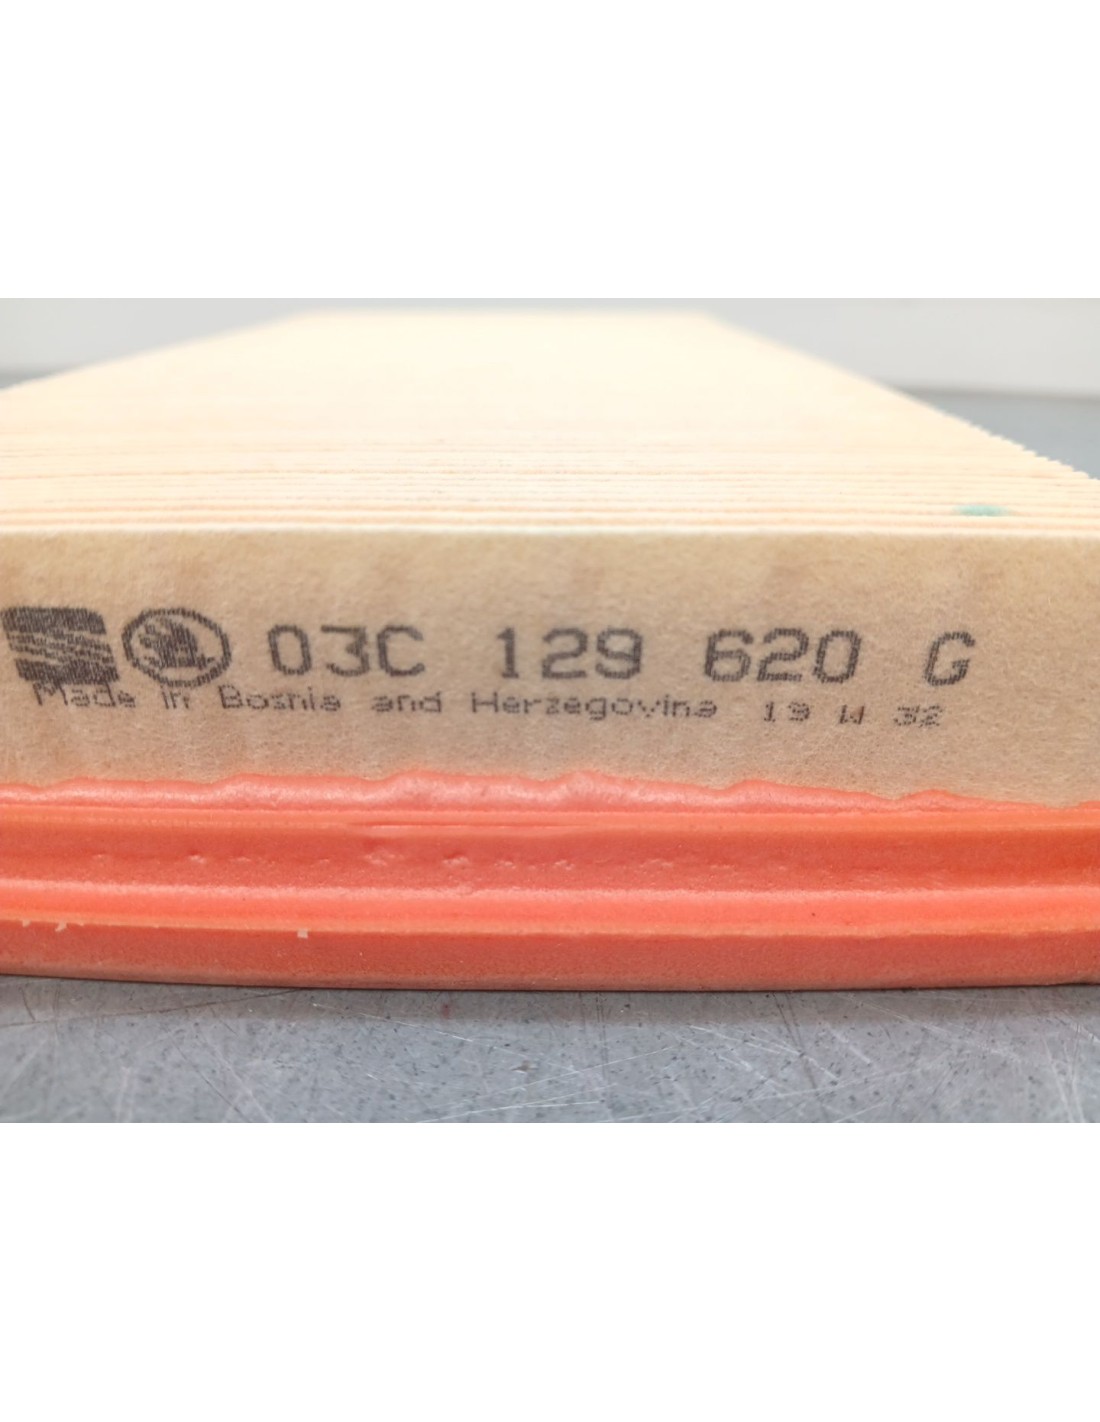 03C 129 620 G
Made in Bosnia and Herzegovina 19 W 32